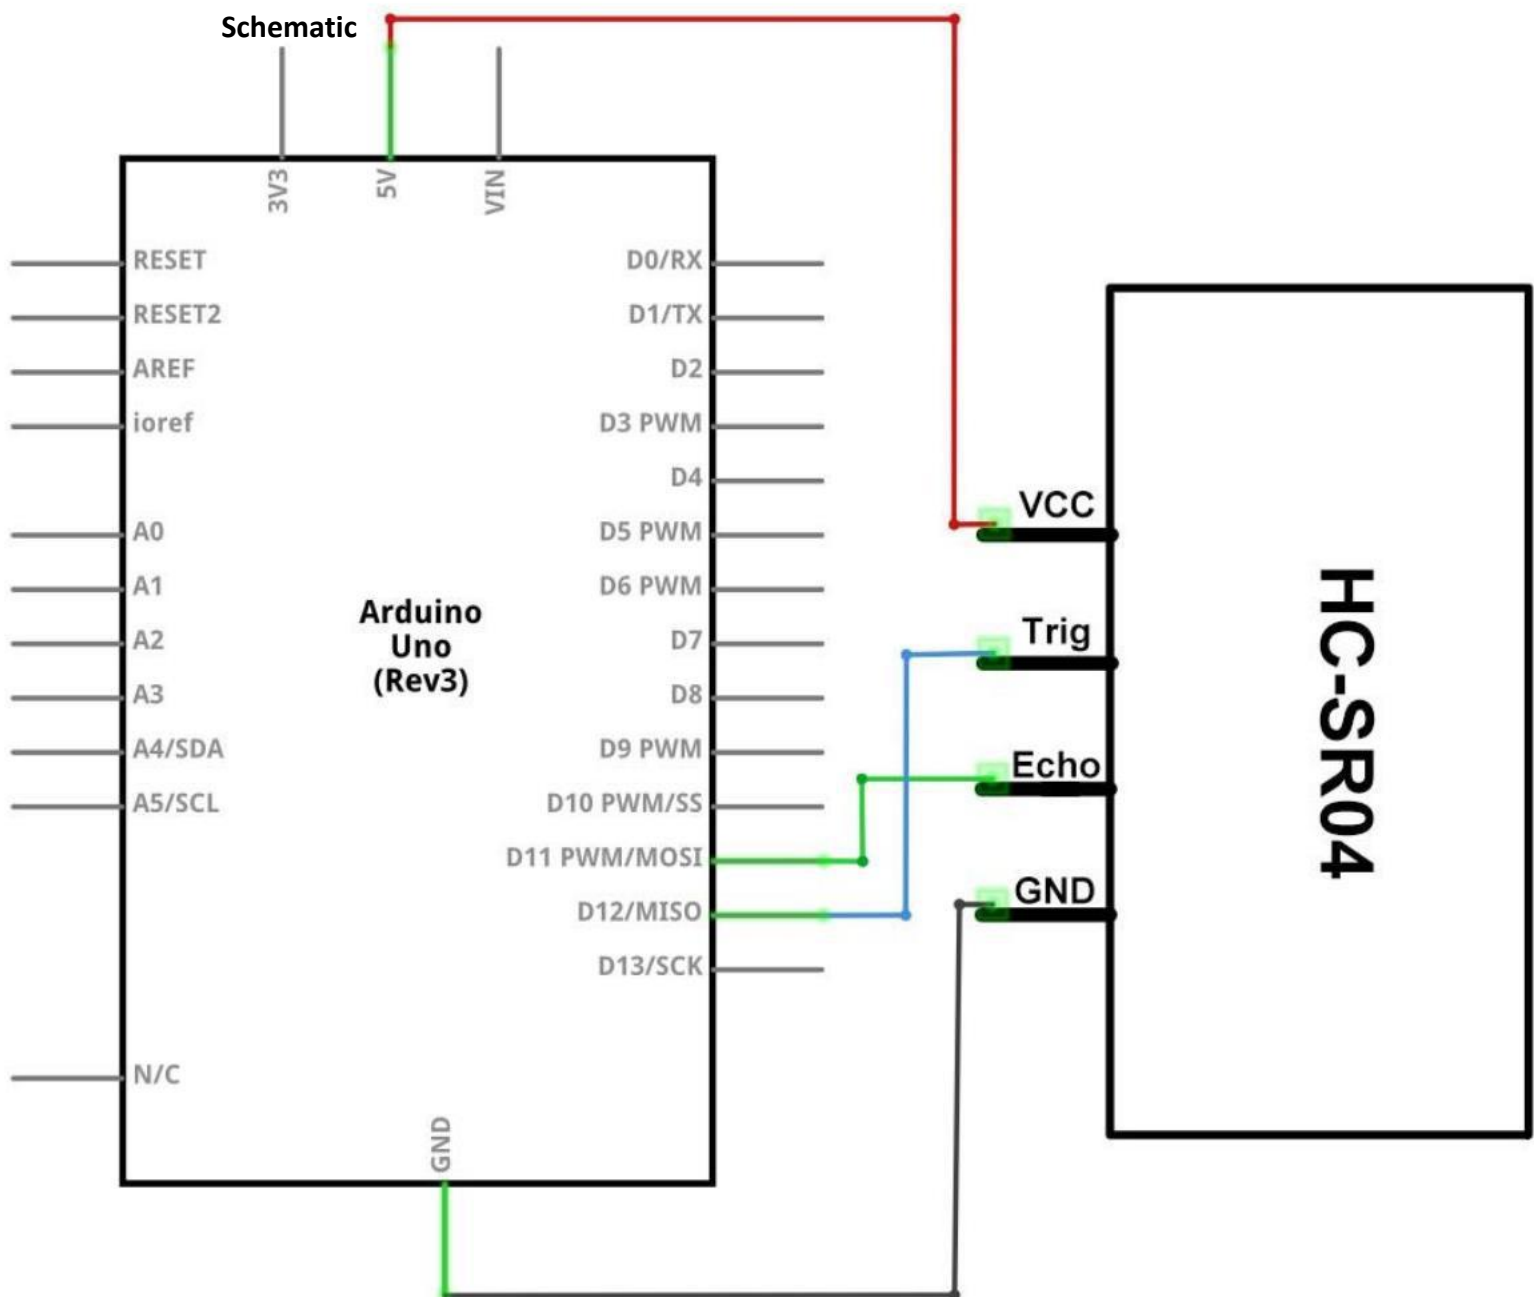 Schematic
3V3
5V
VIN
RESET
RESET2
AREF
ioref
A0
A1
A2
A3
A4/SDA
A5/SCL
N/C
Arduino
Uno
(Rev3)
D0/RX
D1/TX
D2
D3 PWM
D4
D5 PWM
D6 PWM
D7
D8
D9 PWM
D10 PWM/SS
D11 PWM/MOSI
D12/MISO
D13/SCK
GND
VCC
Trig
Echo
GND
HC-SR04